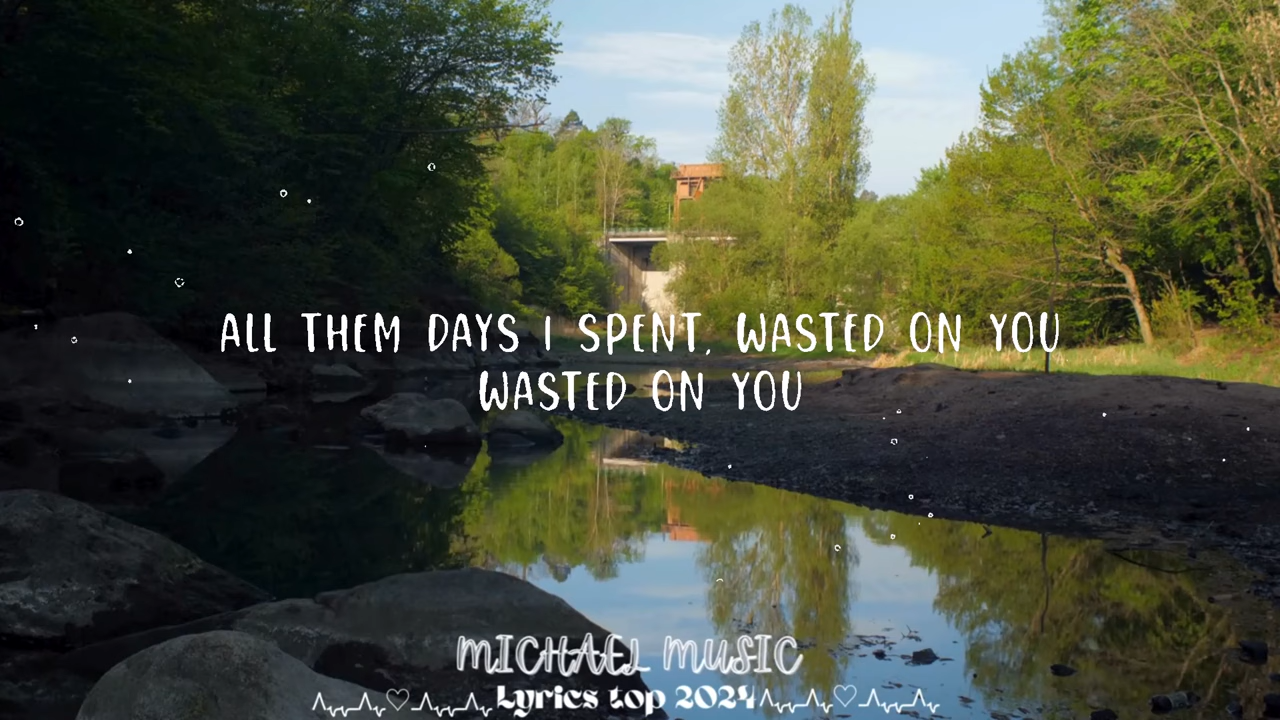 ALL THEM DAYS I SPENT, WASTED ON YOU
WASTED ON YOU
MICHAEL MUSIC
Lyrics top 2024